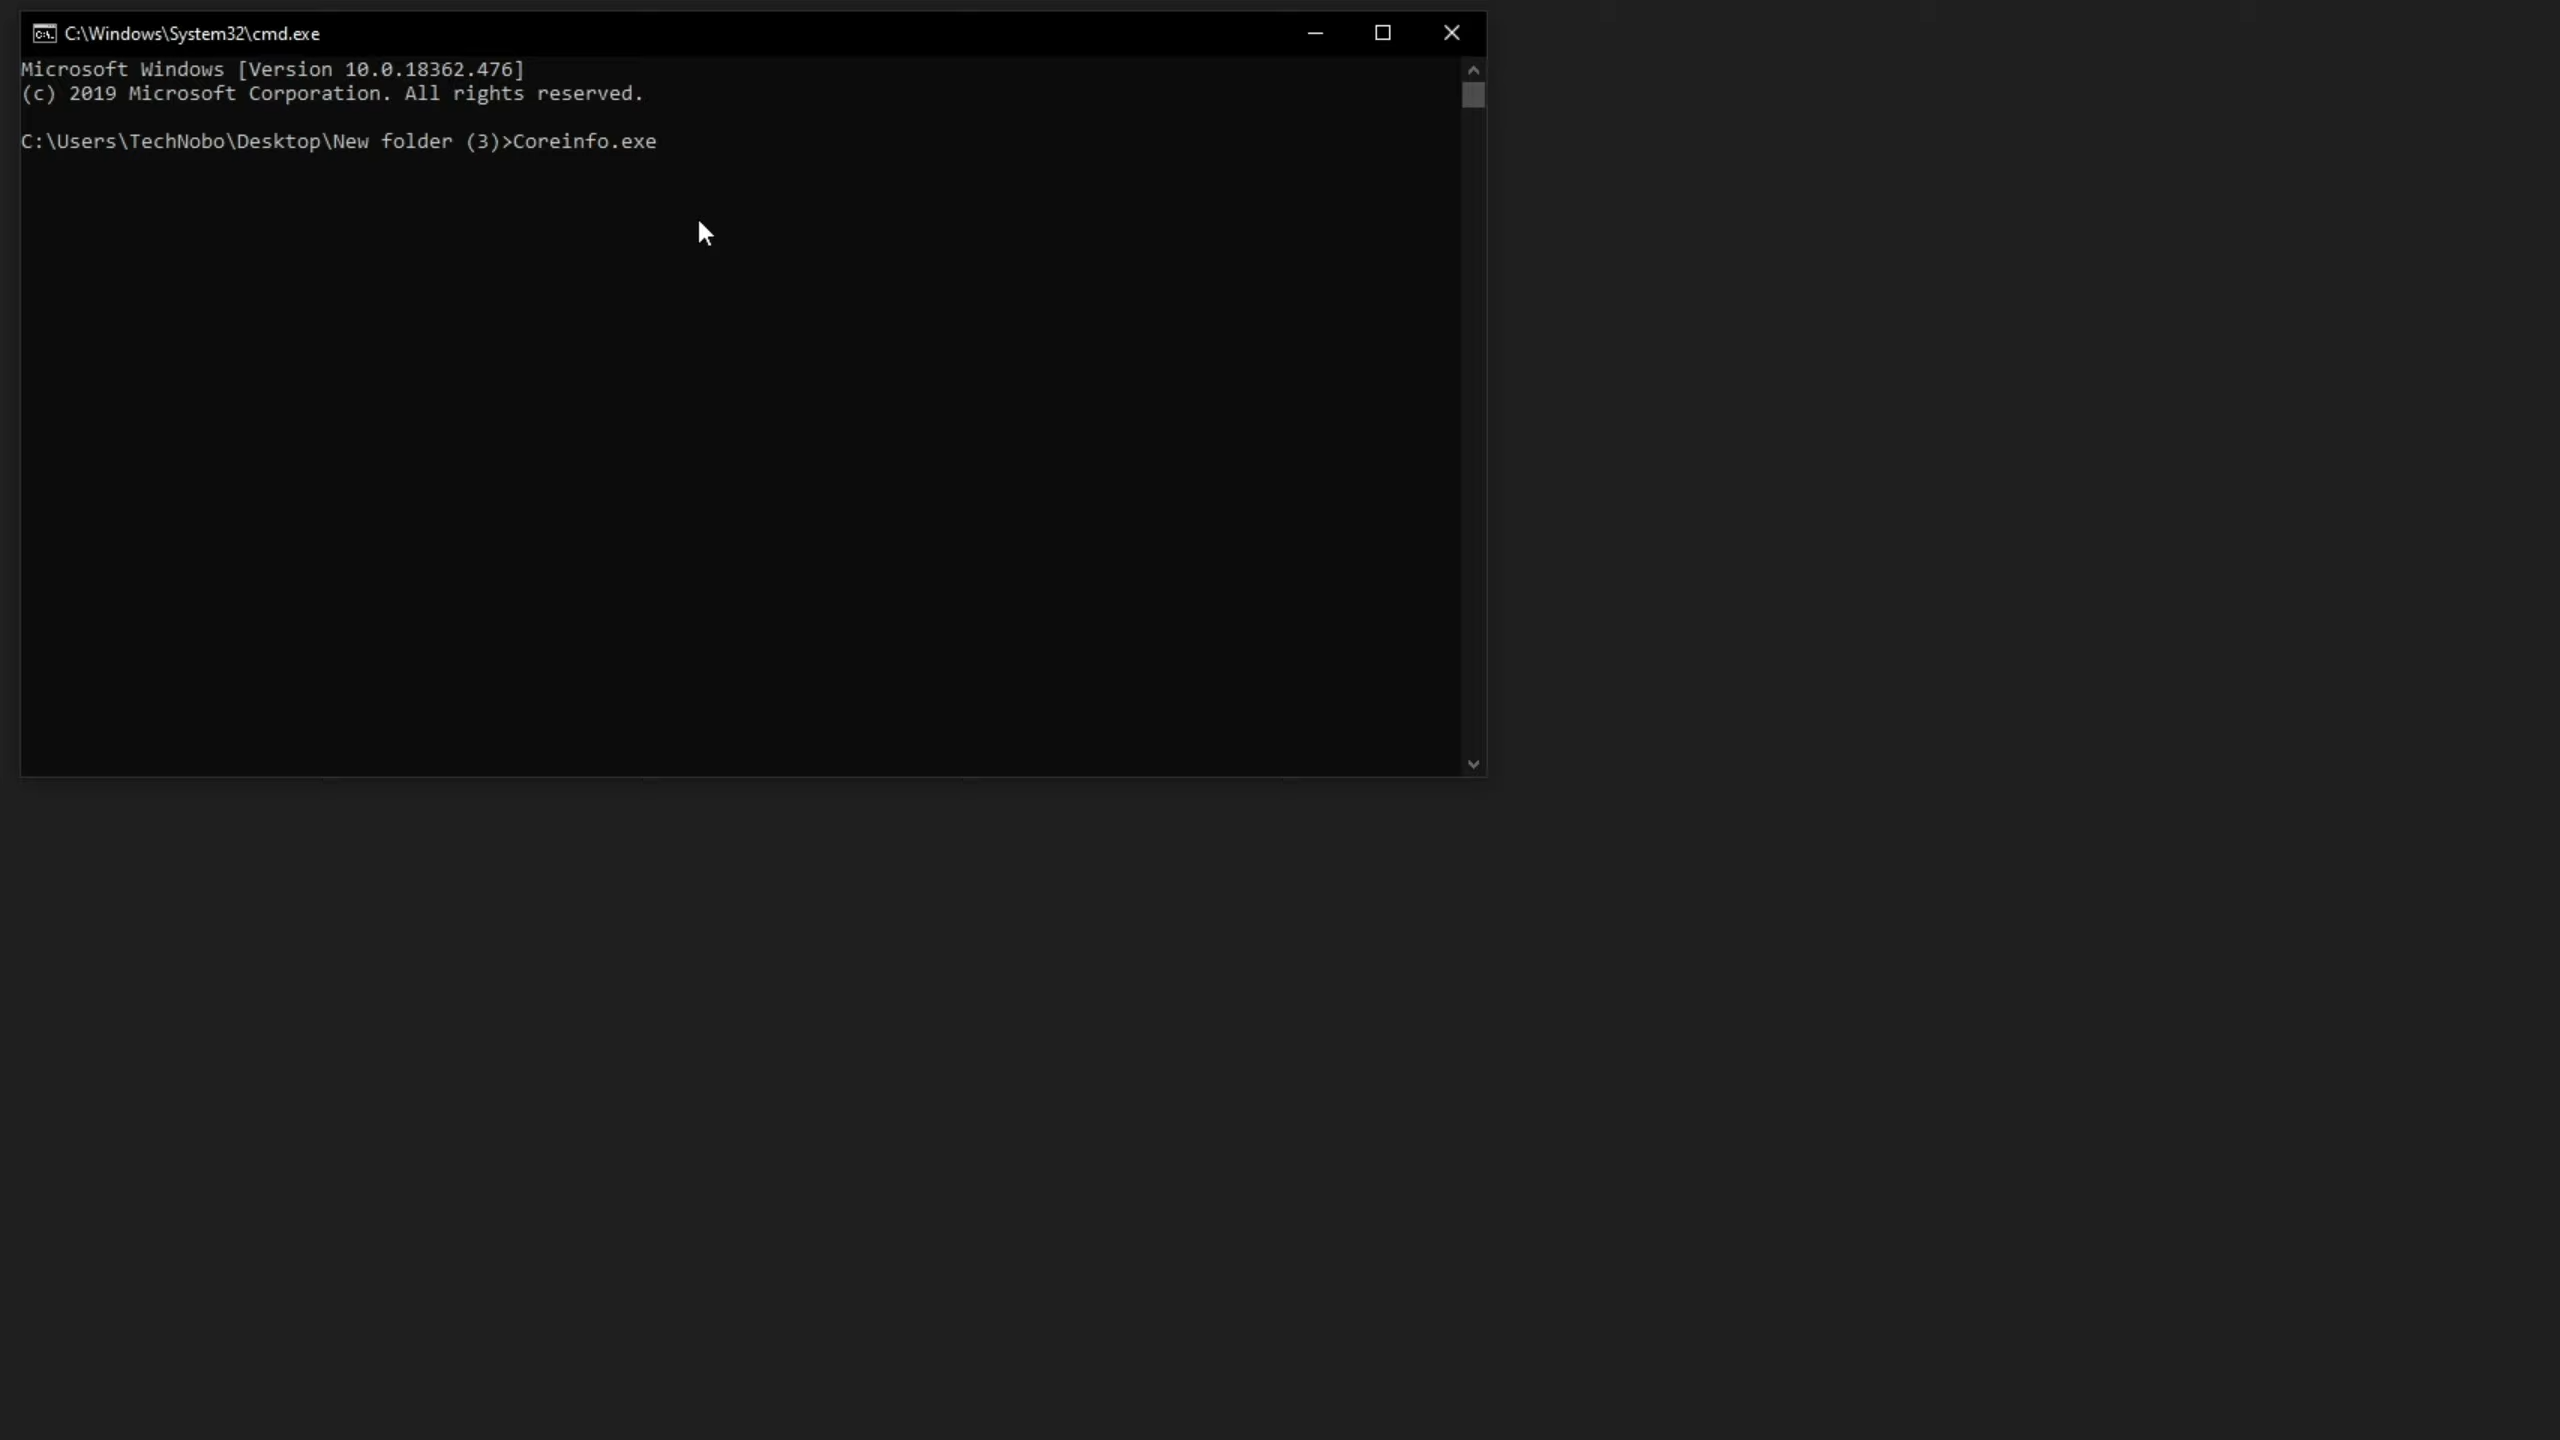 C:\Windows\System32\cmd.exe
Microsoft Windows [Version 10.0.18362.476]
(c) 2019 Microsoft Corporation. All rights reserved.
C:\Users\TechNobo\Desktop\New folder (3)>Coreinfo.exe